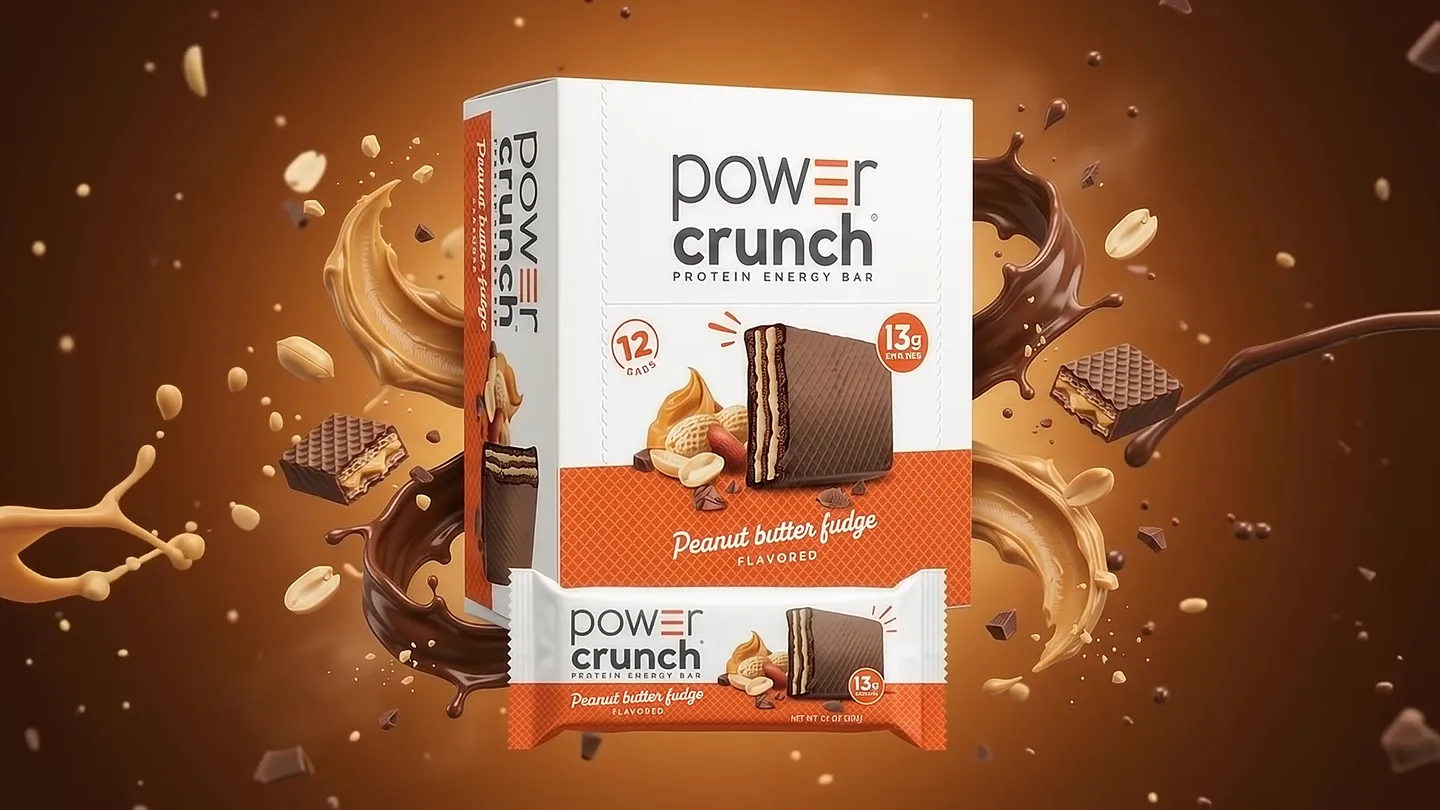 power
crunch®
PROTEIN ENERGY BAR
12
13g
Peanut butter fudge
FLAVORED
power
crunch
Peanut butter fudge
power
crunch
PROTEIN ENERGY BAR
Peanut butter fudge
FLAVORED
13g